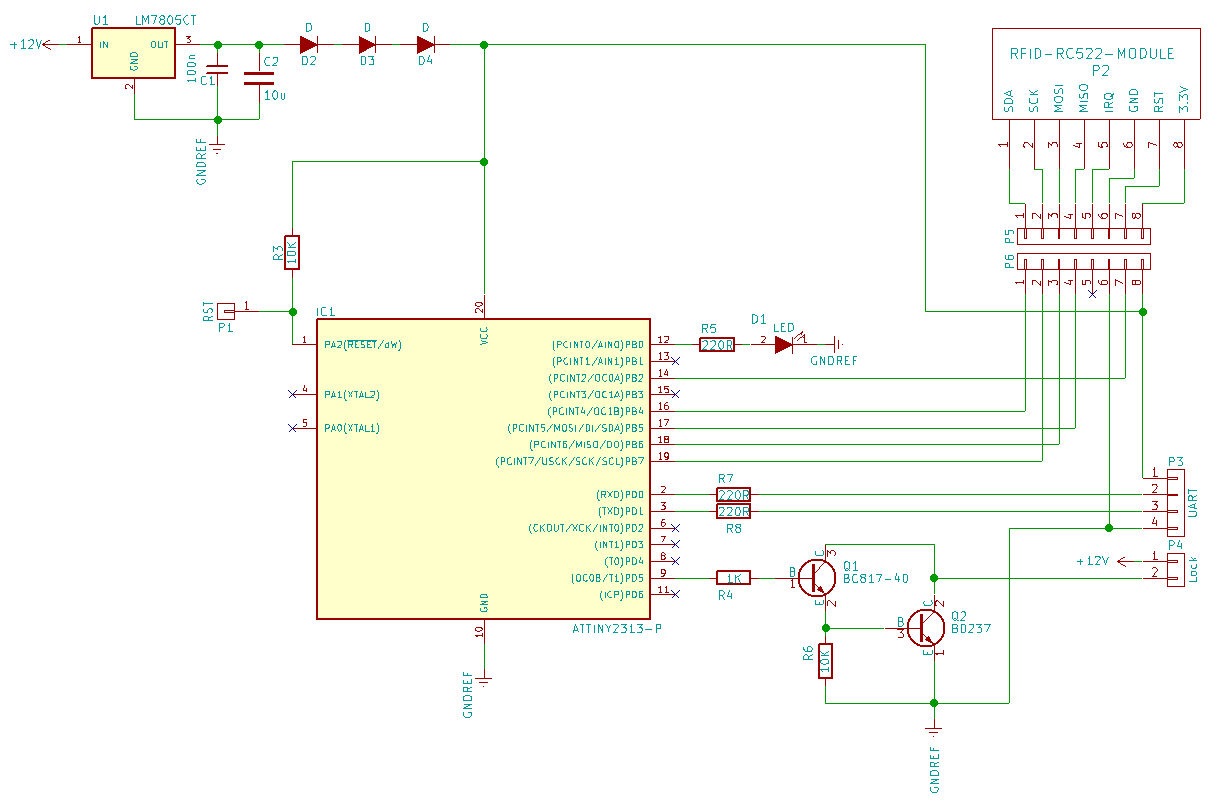 U1 LM7805CT
+12V 1 IN OUT 3
GND
2
100n
C1
C2
10u
GNDREF
D D D
D2 D3 D4
RFID-RC522-MODULE
P2
SDA SCK MOSI MISO IRQ GND RST 3.3V
1 2 3 4 5 6 7 8
P5
1 2 3 4 5 6 7 8
P6
1 2 3 4 5 6 7 8
R3
10K
RST
1
P1
IC1
20
VCC
1 PA2(RESET/dW)
4 PA1(XTAL2)
5 PA0(XTAL1)
(PCINT0/AIN0)PB0 12
(PCINT1/AIN1)PB1 13
(PCINT2/OC0A)PB2 14
(PCINT3/OC1A)PB3 15
(PCINT4/OC1B)PB4 16
(PCINT5/MOSI/DI/SDA)PB5 17
(PCINT6/MISO/DO)PB6 18
(PCINT7/USCK/SCK/SCL)PB7 19
(RXD)PD0 2
(TXD)PD1 3
(CKOUT/XCK/INT0)PD2 6
(INT1)PD3 7
(T0)PD4 8
(OC0B/T1)PD5 9
(ICP)PD6 11
GND
10
ATTINY2313-P
GNDREF
R5
220R
D1
LED
2 1
GNDREF
R7
220R
220R
R8
1K
R4
P3
1
2
3
4
UART
P4
+12V 1
2
Lock
C 3
B
1
E 2
Q1
BC817-40
C 2
B
3
E 1
Q2
BD237
R6
10K
GNDREF